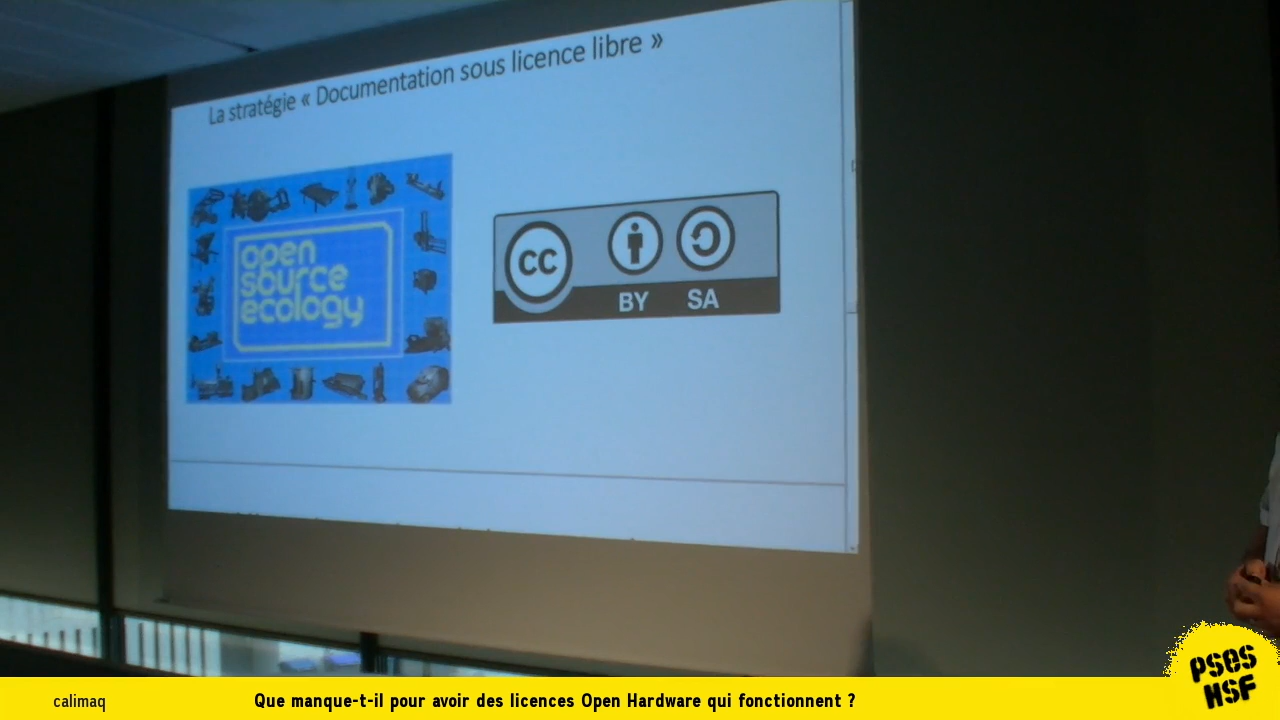 La stratégie « Documentation sous licence libre »
open
source
ecology
CC
BY SA
calimaq
Que manque-t-il pour avoir des licences Open Hardware qui fonctionnent ?
PSES
HSF